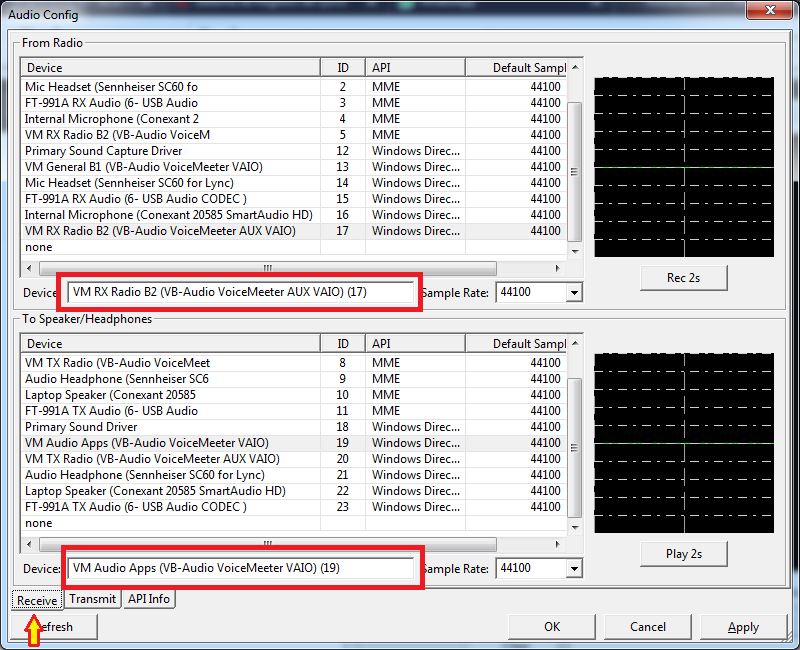 Audio Config
From Radio
Device ID API Default Sampl
Mic Headset (Sennheiser SC60 fo 2 MME 44100
FT-991A RX Audio (6- USB Audio 3 MME 44100
Internal Microphone (Conexant 2 4 MME 44100
VM RX Radio B2 (VB-Audio VoiceM 5 MME 44100
Primary Sound Capture Driver 12 Windows Direc... 44100
VM General B1 (VB-Audio VoiceMeeter VAIO) 13 Windows Direc... 44100
Mic Headset (Sennheiser SC60 for Lync) 14 Windows Direc... 44100
FT-991A RX Audio (6- USB Audio CODEC ) 15 Windows Direc... 44100
Internal Microphone (Conexant 20585 SmartAudio HD) 16 Windows Direc... 44100
VM RX Radio B2 (VB-Audio VoiceMeeter AUX VAIO) 17 Windows Direc... 44100
none
Rec 2s
Device: VM RX Radio B2 (VB-Audio VoiceMeeter AUX VAIO) (17) Sample Rate: 44100
To Speaker/Headphones
Device ID API Default Sampl
VM TX Radio (VB-Audio VoiceMeet 8 MME 44100
Audio Headphone (Sennheiser SC6 9 MME 44100
Laptop Speaker (Conexant 20585 10 MME 44100
FT-991A TX Audio (6- USB Audio 11 MME 44100
Primary Sound Driver 18 Windows Direc... 44100
VM Audio Apps (VB-Audio VoiceMeeter VAIO) 19 Windows Direc... 44100
VM TX Radio (VB-Audio VoiceMeeter AUX VAIO) 20 Windows Direc... 44100
Audio Headphone (Sennheiser SC60 for Lync) 21 Windows Direc... 44100
Laptop Speaker (Conexant 20585 SmartAudio HD) 22 Windows Direc... 44100
FT-991A TX Audio (6- USB Audio CODEC ) 23 Windows Direc... 44100
none
Play 2s
Device: VM Audio Apps (VB-Audio VoiceMeeter VAIO) (19) Sample Rate: 44100
Receive Transmit API Info
efresh OK Cancel Apply